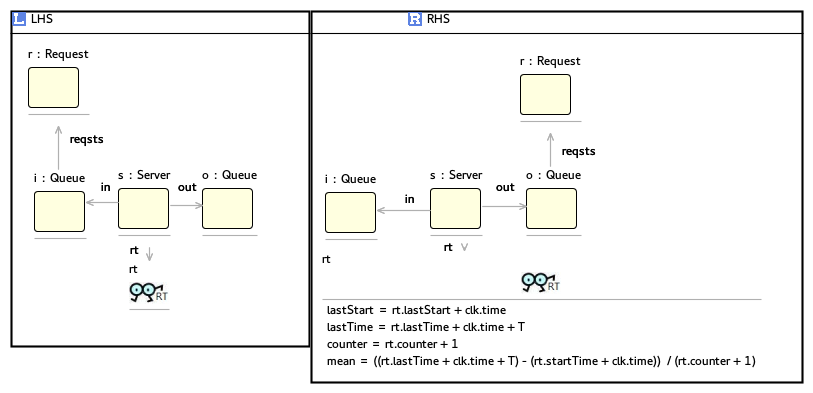 L LHS
r : Request
reqsts
i : Queue
s : Server
o : Queue
in
out
rt
rt
RT
R RHS
r : Request
reqsts
i : Queue
s : Server
o : Queue
in
out
rt
rt
RT
lastStart = rt.lastStart + clk.time
lastTime = rt.lastTime + clk.time + T
counter = rt.counter + 1
mean = ((rt.lastTime + clk.time + T) - (rt.startTime + clk.time)) / (rt.counter + 1)